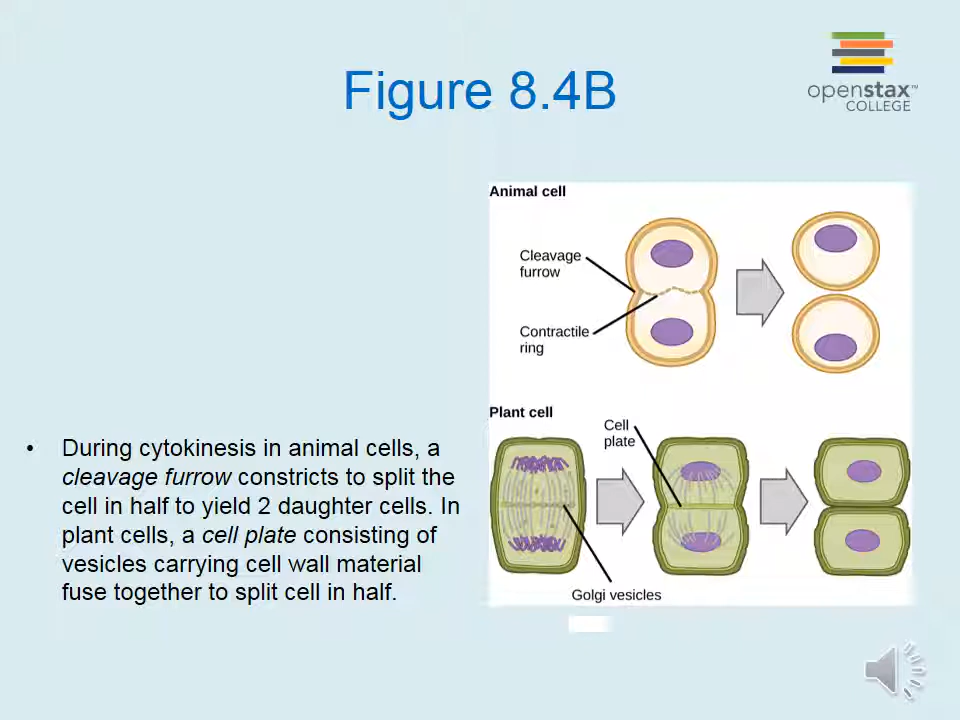 Figure 8.4B
openstax™
COLLEGE
Animal cell
Cleavage
furrow
Contractile
ring
Plant cell
Cell
plate
Golgi vesicles
• During cytokinesis in animal cells, a
cleavage furrow constricts to split the
cell in half to yield 2 daughter cells. In
plant cells, a cell plate consisting of
vesicles carrying cell wall material
fuse together to split cell in half.